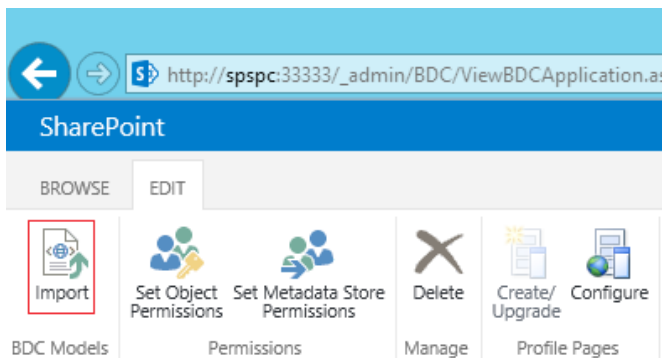 http://spspc:33333/_admin/BDC/ViewBDCApplication.as
SharePoint
BROWSE EDIT
Import Set Object Set Metadata Store Delete Create/ Configure
Permissions Permissions Upgrade
BDC Models Permissions Manage Profile Pages